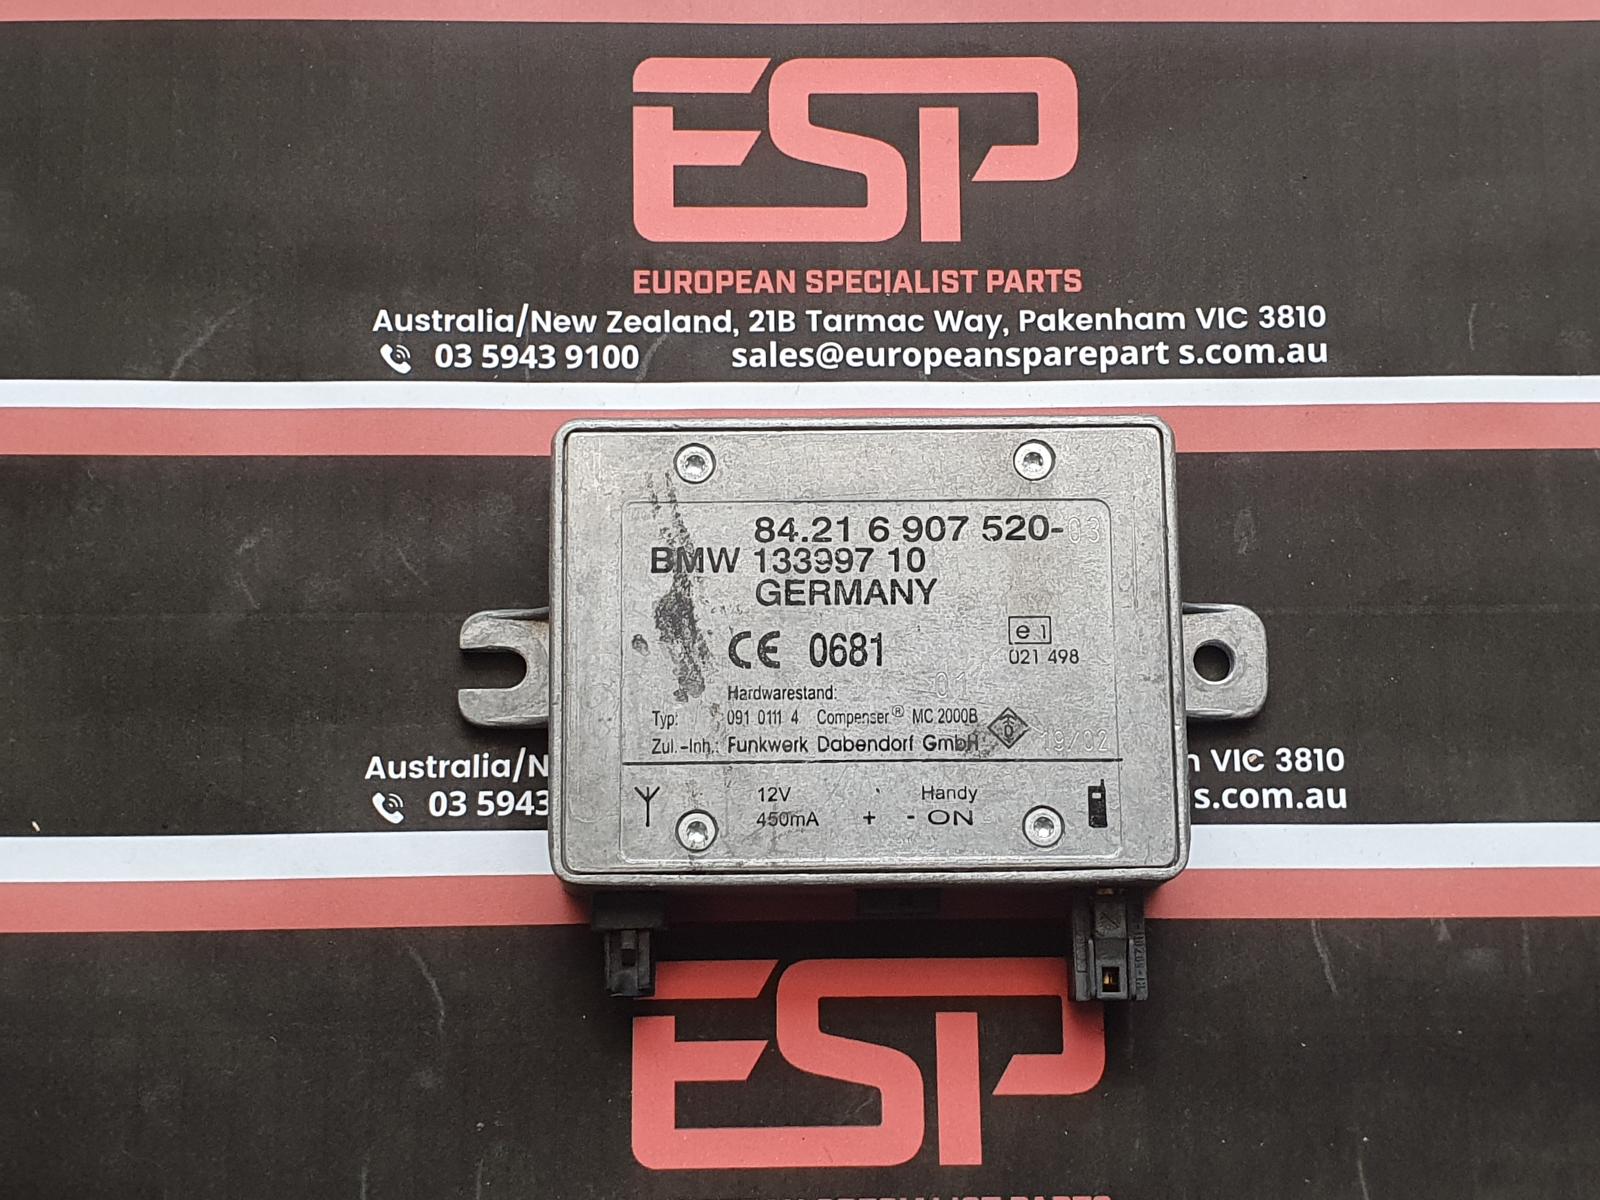 ESP
EUROPEAN SPECIALIST PARTS
Australia/New Zealand, 21B Tarmac Way, Pakenham VIC 3810
03 5943 9100 sales@europeansparepart s.com.au
84.21 6 907 520-03
BMW 133997 10
GERMANY
CE 0681
e 1
021 498
Hardwarestand: 01
Typ: 091 0111 4 Compenser® MC 2000B
Zul.-Inh.: Funkwerk Dabendorf GmbH 19/02
12V Handy
450mA + - ON
Australia/N n VIC 3810
03 5943 s.com.au
ESP